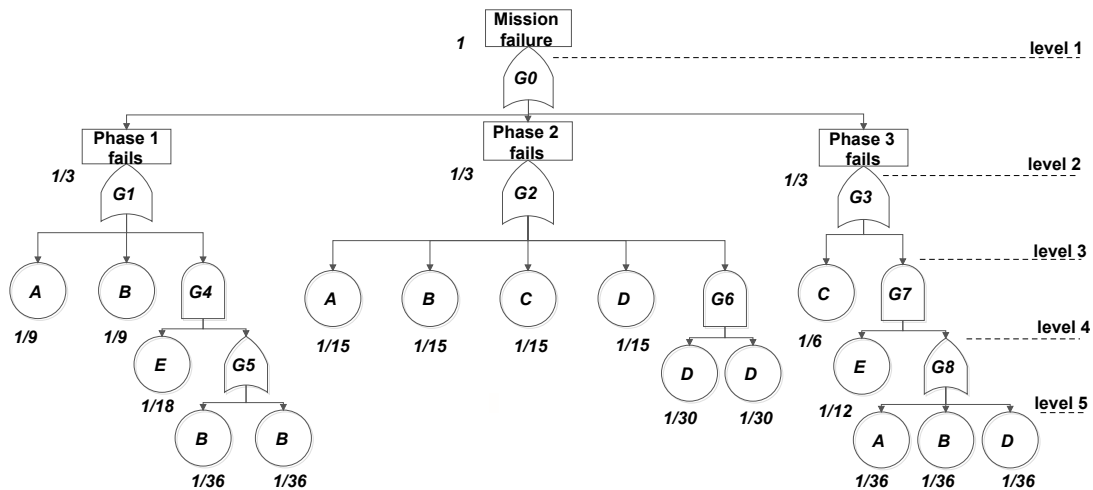 Mission
failure
1
level 1
G0
Phase 1
fails
Phase 2
fails
Phase 3
fails
1/3
1/3
1/3
level 2
G1
G2
G3
level 3
A
B
G4
A
B
C
D
G6
C
G7
1/9
1/9
1/15
1/15
1/15
1/15
1/6
level 4
E
G5
D
D
E
G8
1/18
1/30
1/30
1/12
level 5
B
B
A
B
D
1/36
1/36
1/36
1/36
1/36